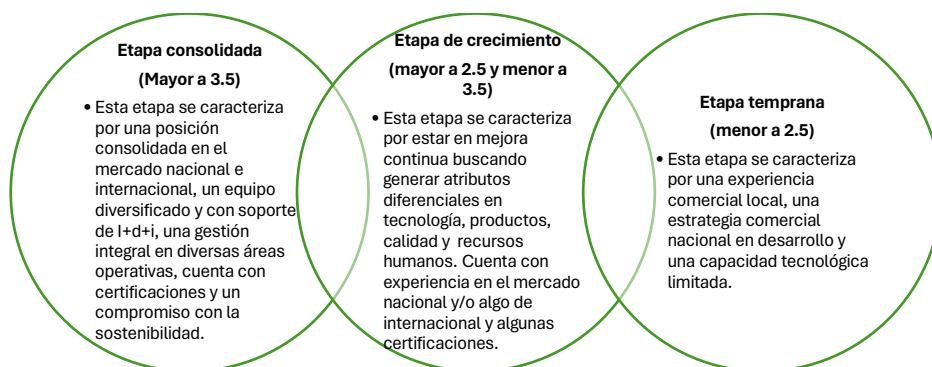 Etapa consolidada
(Mayor a 3.5)
• Esta etapa se caracteriza
por una posición
consolidada en el
mercado nacional e
internacional, un equipo
diversificado y con soporte
de I+d+i, una gestión
integral en diversas áreas
operativas, cuenta con
certificaciones y un
compromiso con la
sostenibilidad.
Etapa de crecimiento
(mayor a 2.5 y menor a
3.5)
• Esta etapa se caracteriza
por estar en mejora
continua buscando
generar atributos
diferenciales en
tecnología, productos,
calidad y recursos
humanos. Cuenta con
experiencia en el mercado
nacional y/o algo de
internacional y algunas
certificaciones.
Etapa temprana
(menor a 2.5)
• Esta etapa se caracteriza
por una experiencia
comercial local, una
estrategia comercial
nacional en desarrollo y
una capacidad tecnológica
limitada.